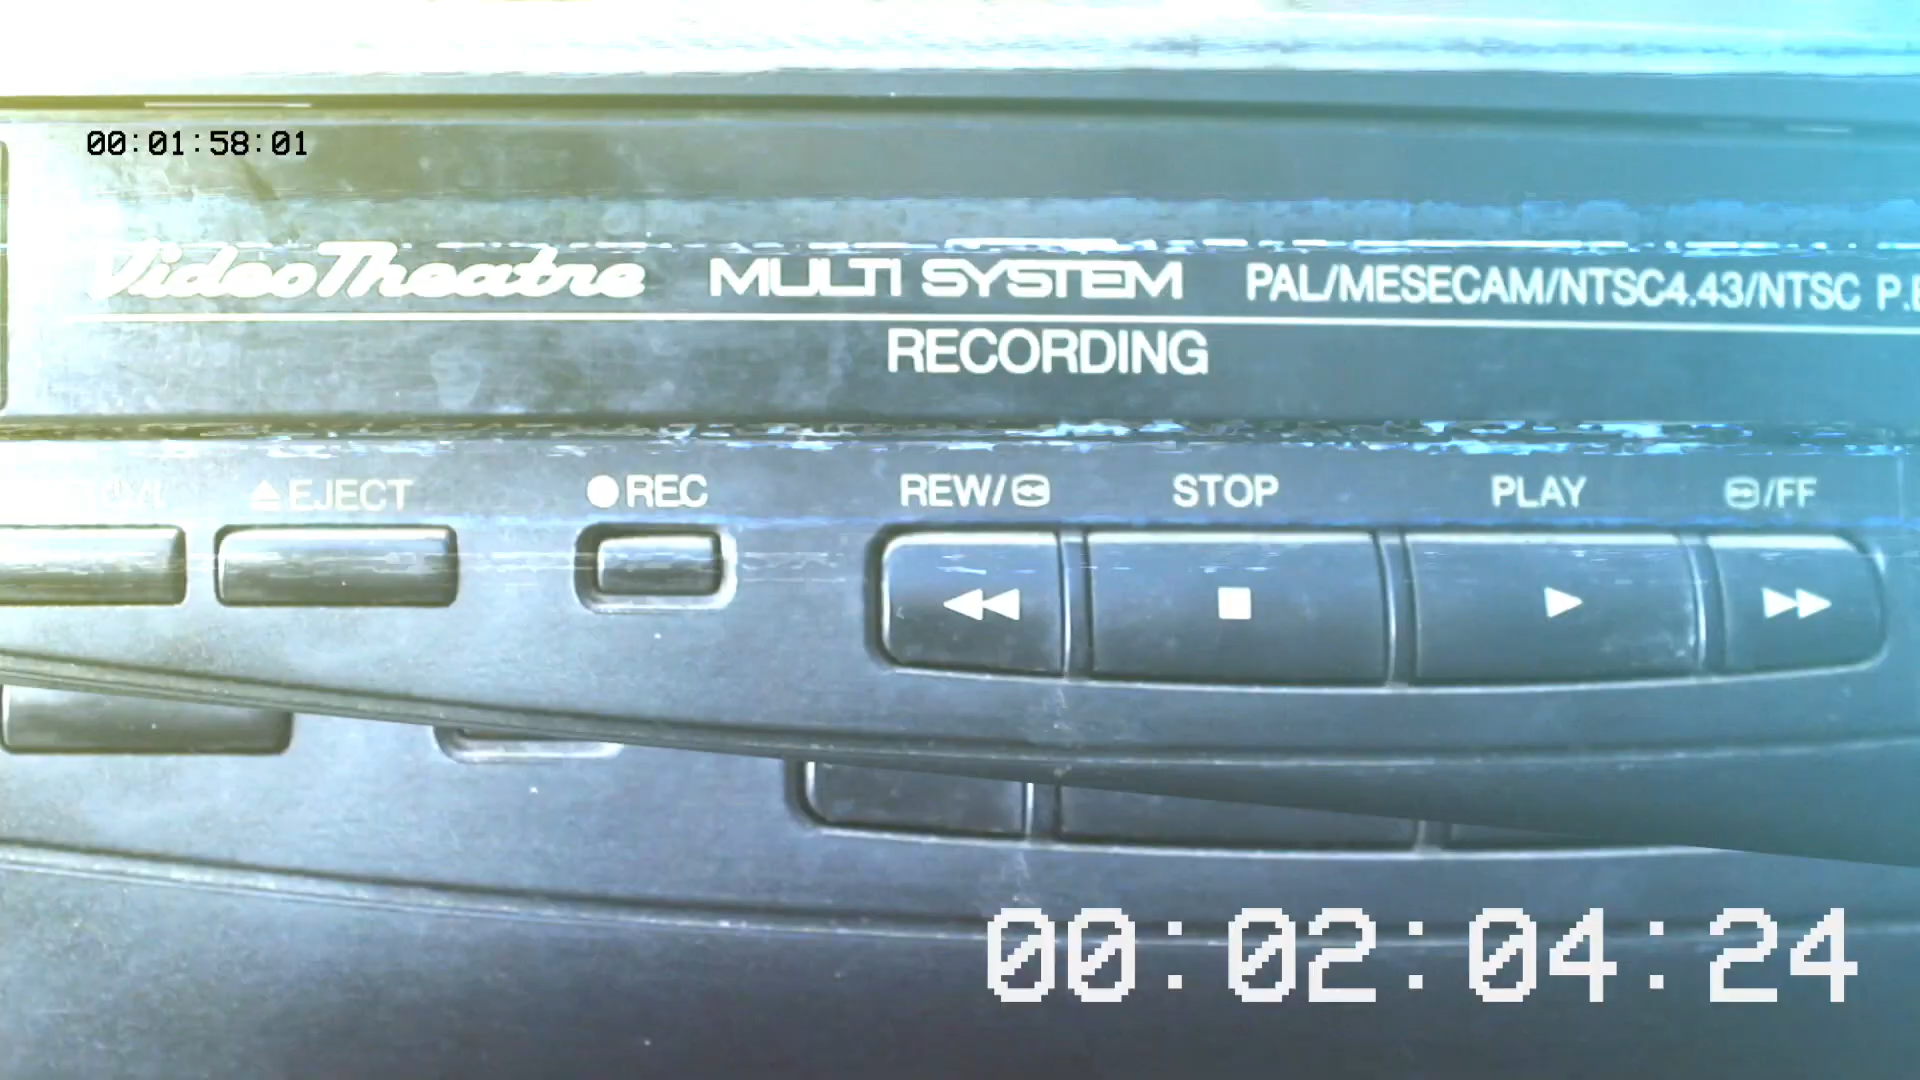 00:01:58:01
VideoTheatre MULTI SYSTEM PAL/MESECAM/NTSC4.43/NTSC
RECORDING
EJECT REC REW/ STOP PLAY /FF
00:02:04:24